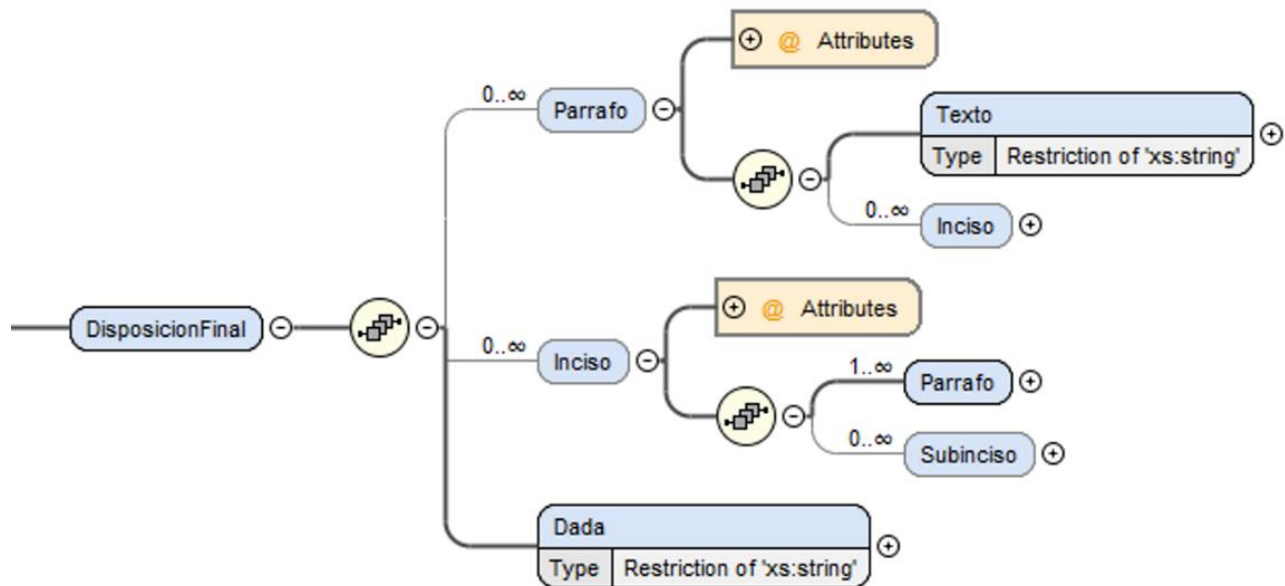 @ Attributes
0..∞
Parrafo
Texto
Type Restriction of 'xs:string'
0..∞
Inciso
DisposicionFinal
@ Attributes
0..∞
Inciso
1..∞
Parrafo
0..∞
Subinciso
Dada
Type Restriction of 'xs:string'